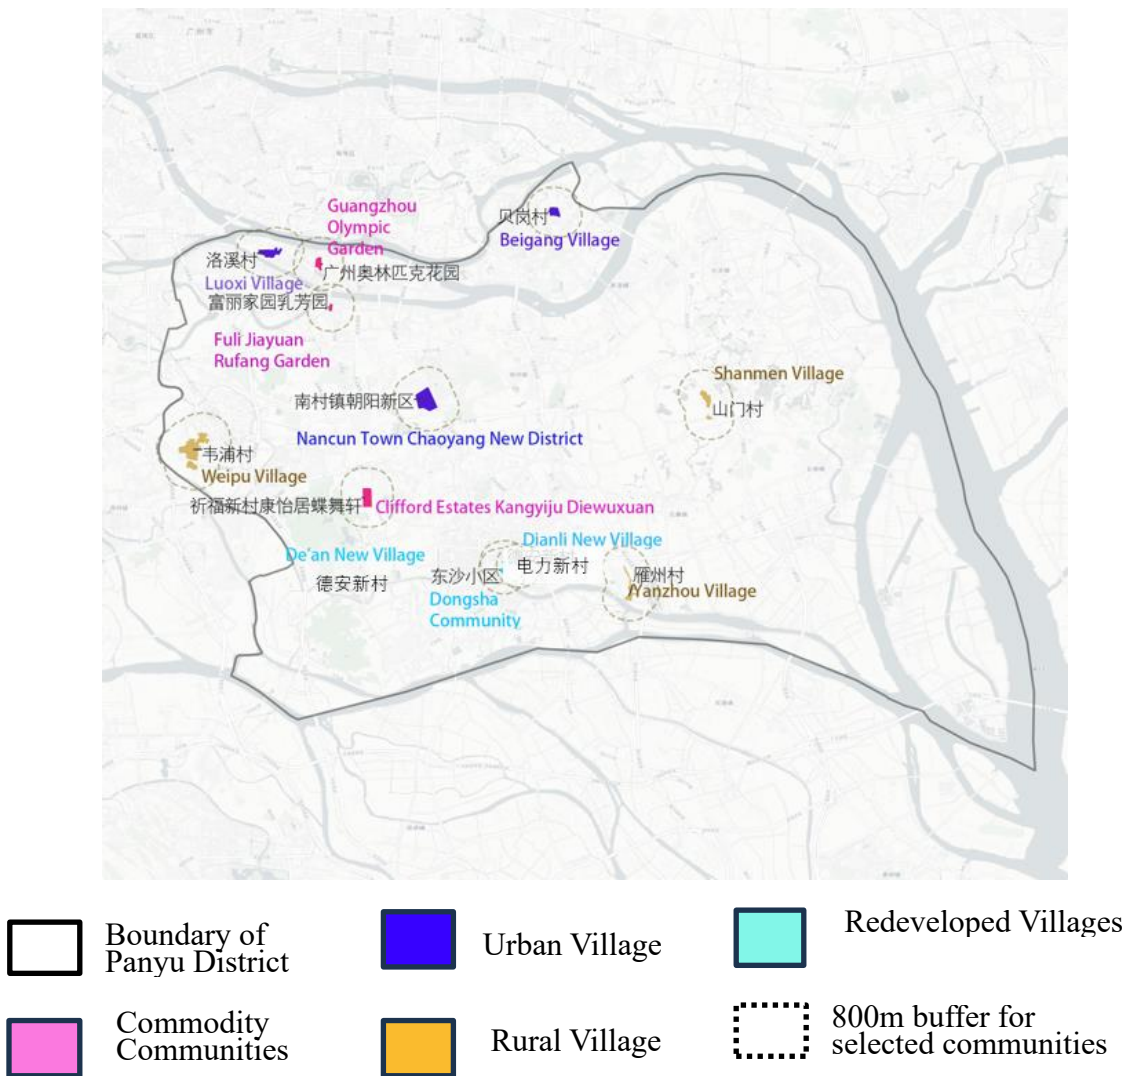 Guangzhou
Olympic
Garden
贝岗村
Beigang Village
洛溪村
广州奥林匹克花园
Luoxi Village
富丽家园乳芳园
Fuli Jiayuan
Rufang Garden
Shanmen Village
南村镇朝阳新区
山门村
Nancun Town Chaoyang New District
韦浦村
Weipu Village
祈福新村康怡居蝶舞轩
Clifford Estates Kangyiju Diewuxuan
Dianli New Village
De'an New Village
电力新村
东沙小区
雁州村
德安新村
Yanzhou Village
Dongsha
Community
Boundary of
Panyu District
Urban Village
Redeveloped Villages
Commodity
Communities
Rural Village
800m buffer for
selected communities